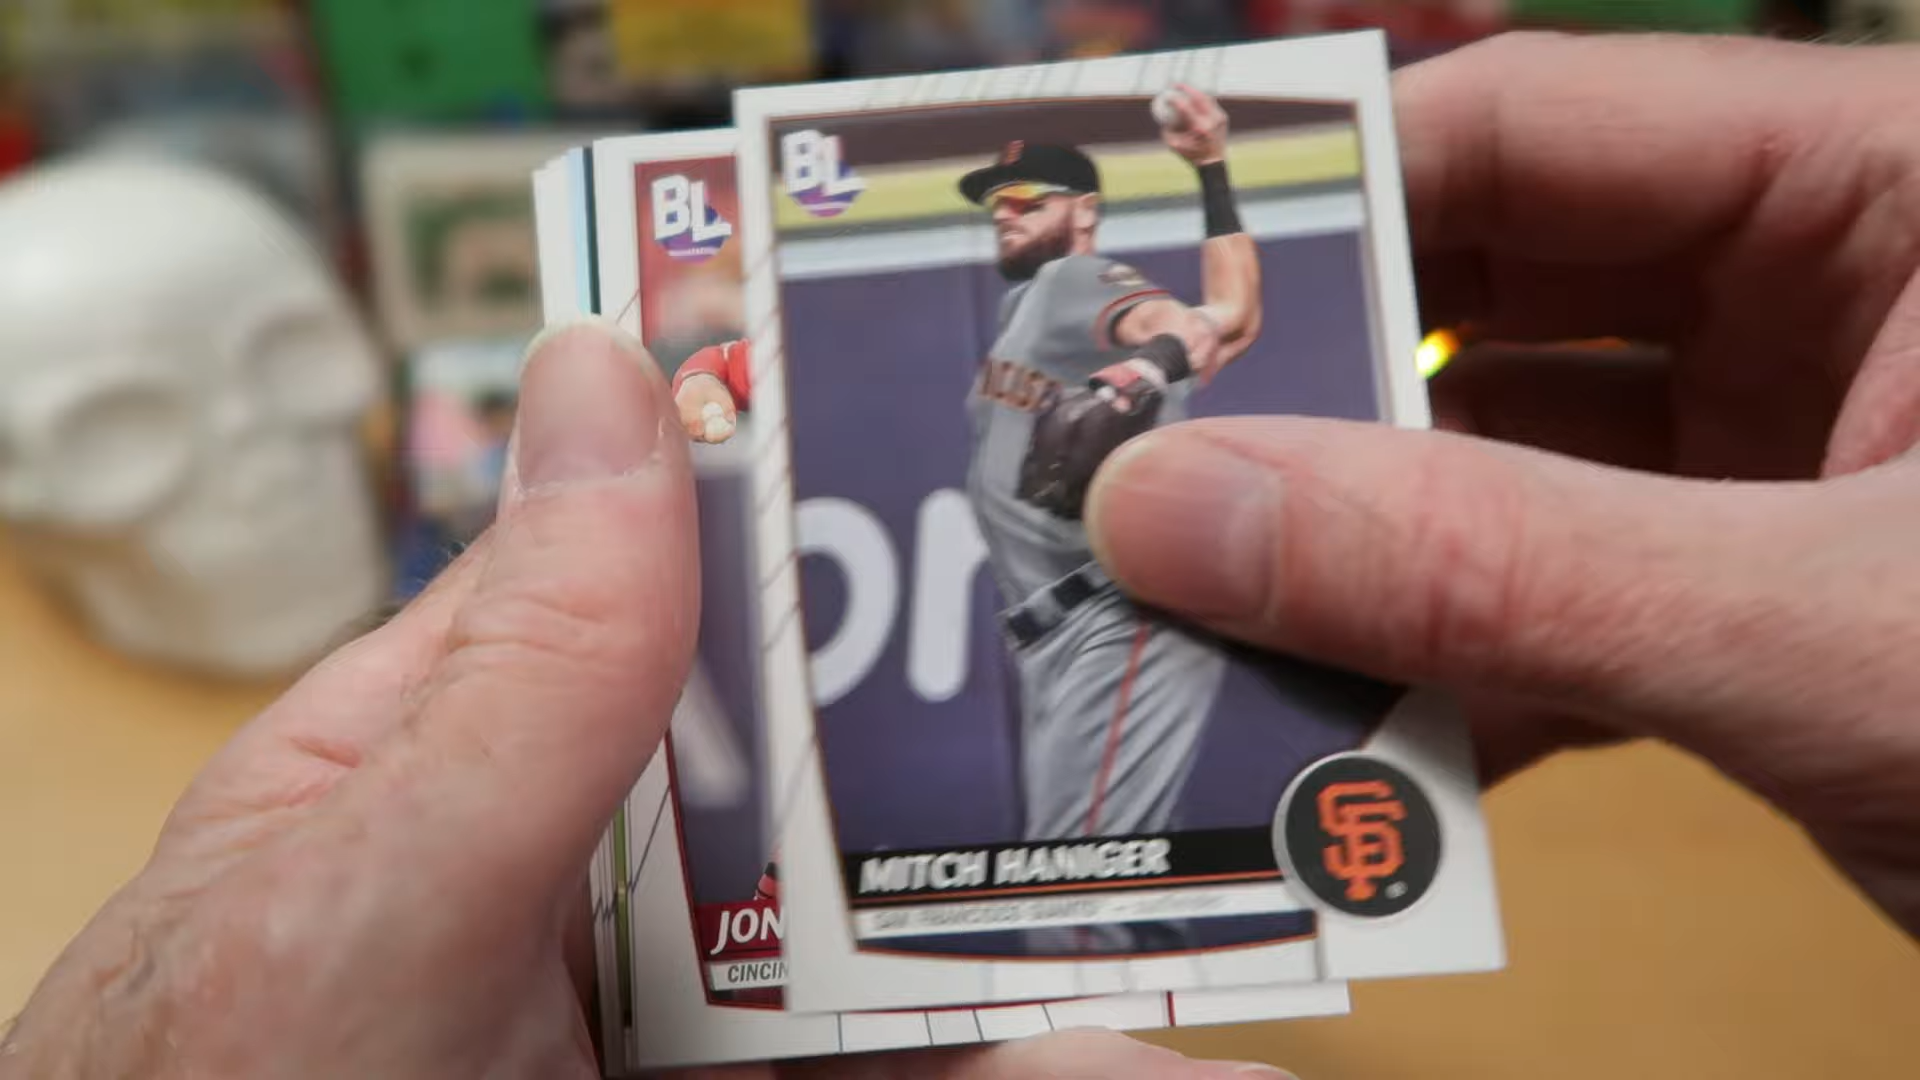 BL
BL
MITCH HANIGER
SAN FRANCISCO GIANTS
SF
JON
CINCIN